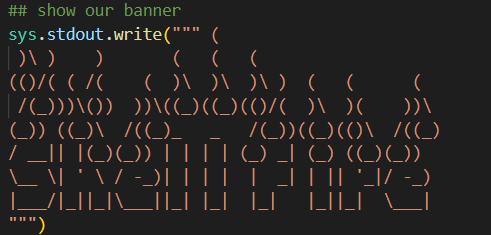 ## show our banner
sys.stdout.write(""" (
 )\ )     )          (    (    (
(()/( ( /(     (  )\   )\  )\ )  (    (       (
 /(_)))\())  ))\((_)((_)(()/(  )\   )(     ))\
(_)) ((_)\  /((_)_   _    /(_))((_)(()\  /((_)
/ __|| |(_)(_)) | | | | (_) _| (_) ((_)(_))
\__ \| ' \ / -_)| | | |  |  _| | || '_|/ -_)
|___/|_||_|\___||_| |_|  |_|   |_||_|  \___|
""")